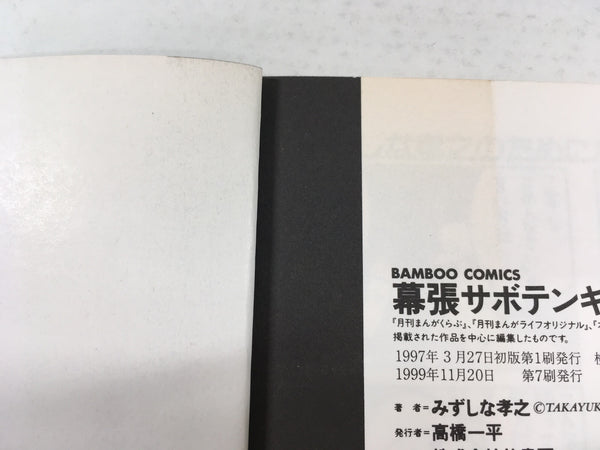 BAMBOO COMICS
幕張サボテンキ
『月刊まんがくらぶ』、『月刊まんがライフオリジナル』、
掲載された作品を中心に編集したものです。
1997年 3月27日初版第1刷発行
1999年11月20日 第7刷発行
著 者=みずしな孝之©TAKAYUK
発行者=高橋一平